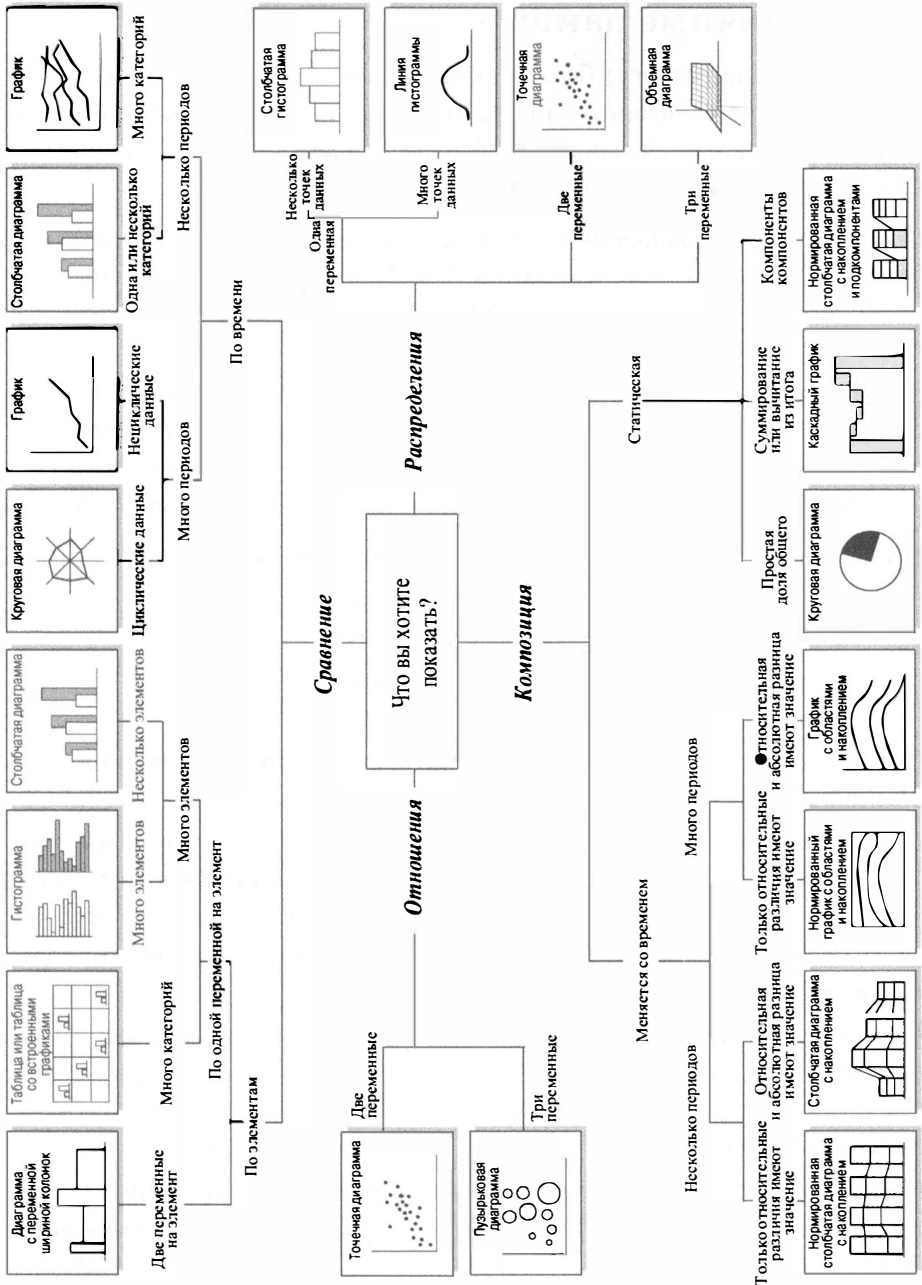 Диаграмма
с переменной
шириной колонок
Таблица или таблица
со встроенными
графиками
Гистограмма
Столбчатая диаграмма
Круговая диаграмма
График
Столбчатая диаграмма
График
Две переменные
на элемент
Много категорий
Много элементов
Несколько элементов
Циклические данные
Нециклические
данные
Одна или несколько
категорий
Много категорий
Много элементов
Много периодов
Несколько периодов
По одной переменной на элемент
По элементам
По времени
Сравнение
Что вы хотите
показать?
Отношения
Две
переменные
Точечная диаграмма
Три
переменные
Пузырьковая
диаграмма
Распределения
Одна
переменная
Несколько
точек
данных
Столбчатая
гистограмма
Много
точек
данных
Линия
гистограммы
Две
переменные
Точечная
диаграмма
Три
переменные
Объемная
диаграмма
Композиция
Меняется со временем
Статическая
Несколько периодов
Много периодов
Только относительные
различия имеют
значение
Относительная
и абсолютная разница
имеют значение
Только относительные
различия имеют
значение
Относительная
и абсолютная разница
имеют значение
Простая
доля общего
Суммирование
или вычитание
из итога
Компоненты
компонентов
Нормированная
столбчатая диаграмма
с накоплением
Столбчатая диаграмма
с накоплением
Нормированный
график с областями
и накоплением
График
с областями
и накоплением
Круговая диаграмма
Каскадный график
Нормированная
столбчатая диаграмма
с накоплением
и подкомпонентами